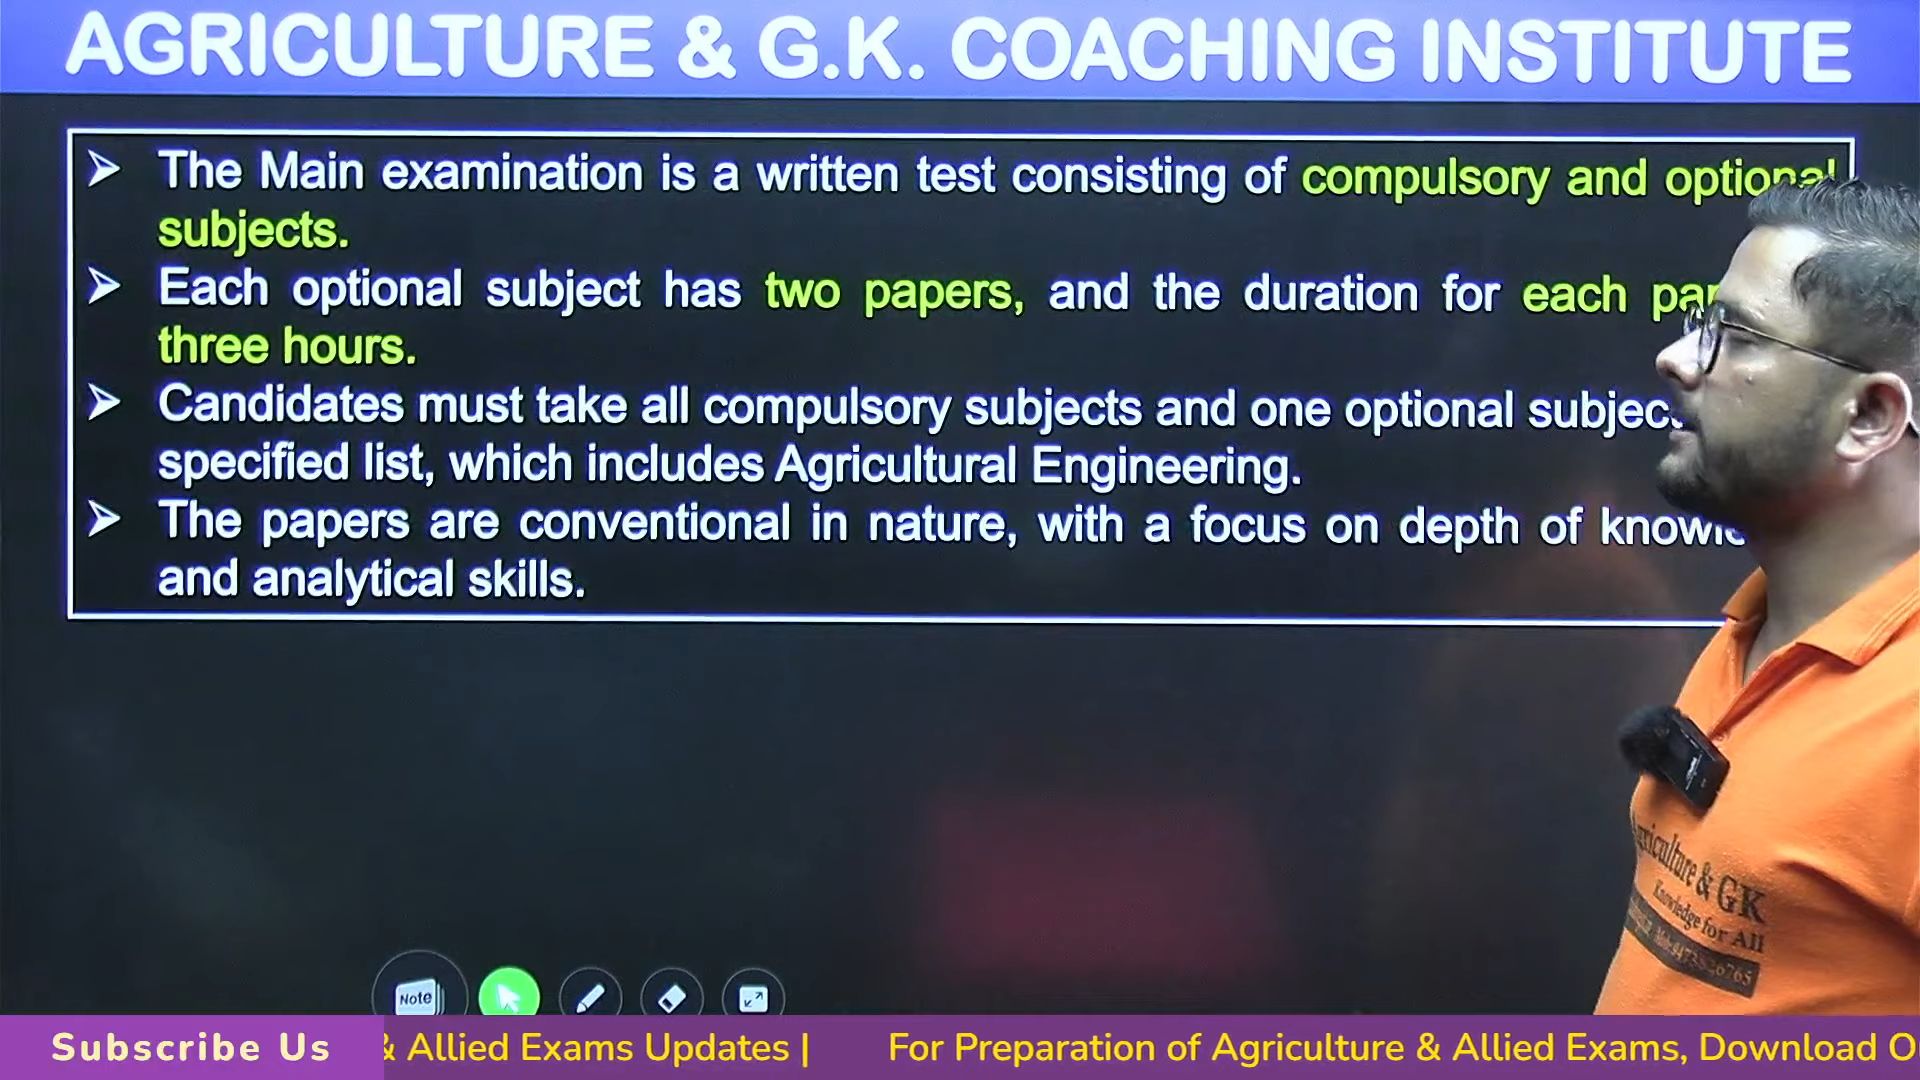 AGRICULTURE & G.K. COACHING INSTITUTE
➢ The Main examination is a written test consisting of compulsory and optional
subjects.
➢ Each optional subject has two papers, and the duration for each
three hours.
➢ Candidates must take all compulsory subjects and one optional
specified list, which includes Agricultural Engineering.
➢ The papers are conventional in nature, with a focus on depth of
and analytical skills.
Agriculture & GK
Knowledge for All
Note
Subscribe Us
& Allied Exams Updates |
For Preparation of Agriculture & Allied Exams, Download